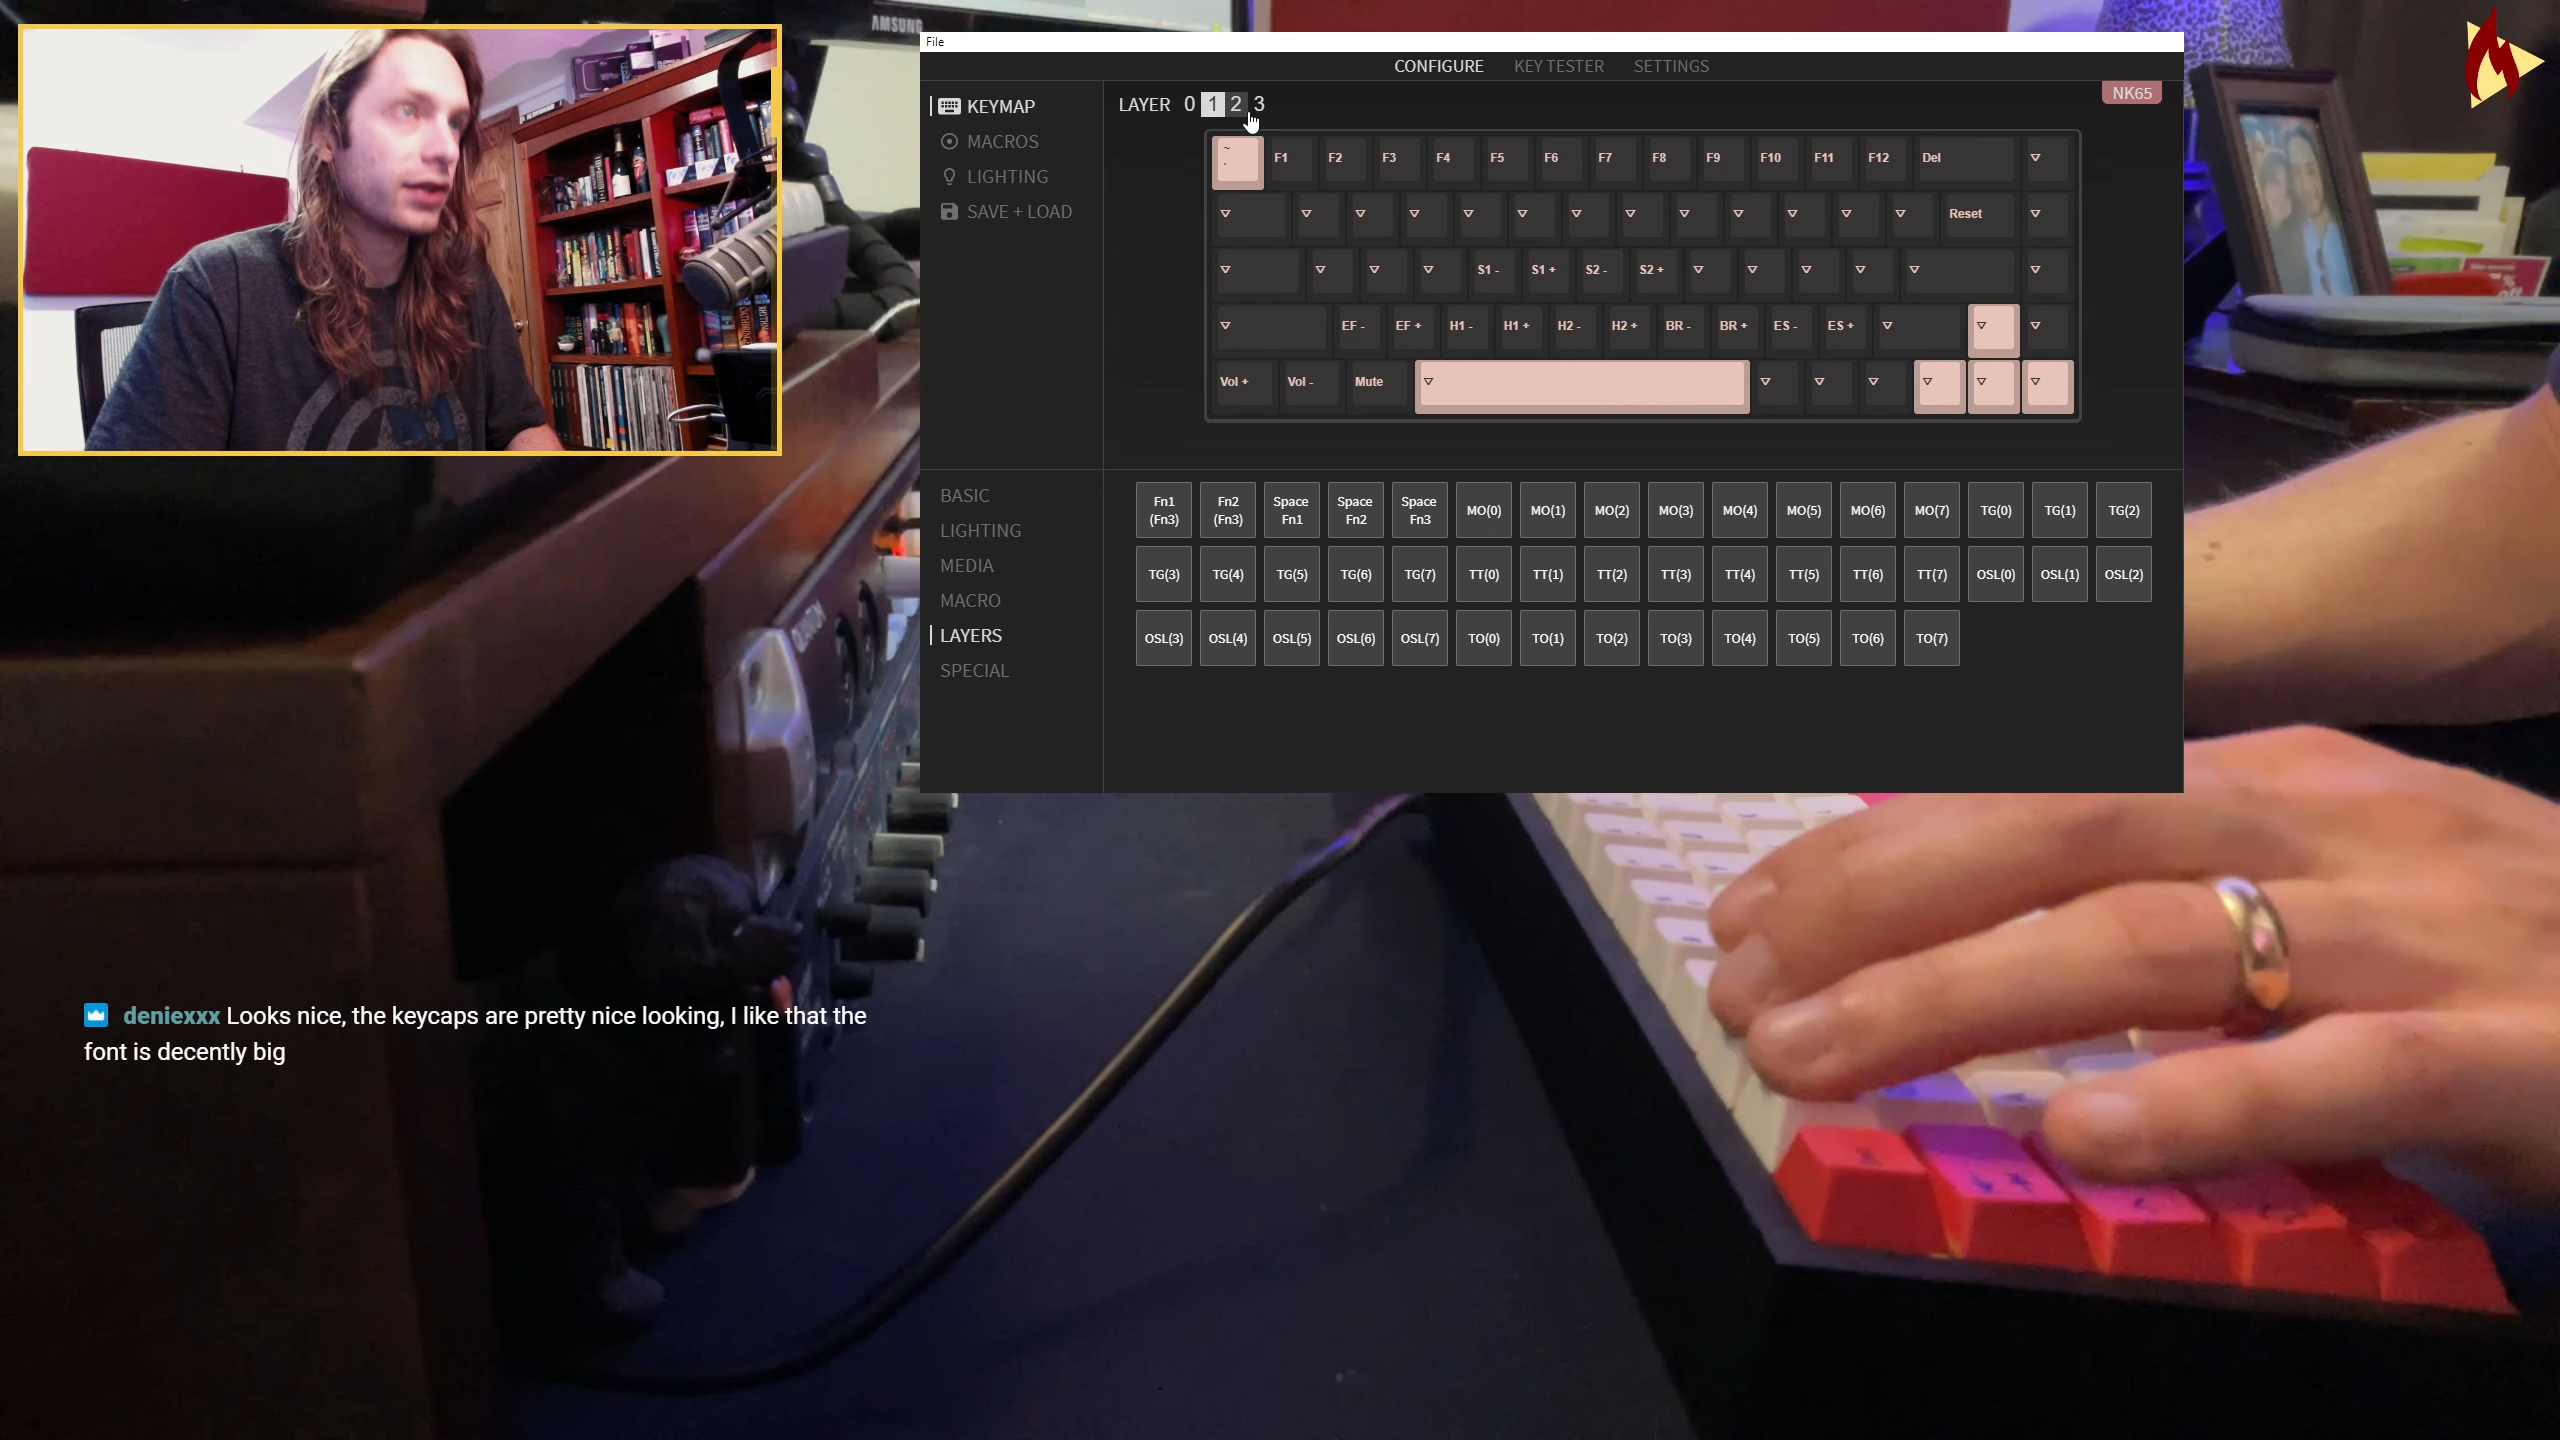 SAMSUNG
File
CONFIGURE KEY TESTER SETTINGS
KEYMAP
MACROS
LIGHTING
SAVE + LOAD
LAYER 0 1 2 3
NK65
~ ` F1 F2 F3 F4 F5 F6 F7 F8 F9 F10 F11 F12 Del ▽
▽ ▽ ▽ ▽ ▽ ▽ ▽ ▽ ▽ ▽ ▽ ▽ ▽ Reset ▽
▽ ▽ ▽ ▽ S1 - S1 + S2 - S2 + ▽ ▽ ▽ ▽ ▽ ▽
▽ EF - EF + H1 - H1 + H2 - H2 + BR - BR + ES - ES + ▽ ▽ ▽
Vol + Vol - Mute ▽ ▽ ▽ ▽ ▽ ▽ ▽
BASIC
LIGHTING
MEDIA
MACRO
LAYERS
SPECIAL
Fn1 (Fn3) Fn2 (Fn3) Space Fn1 Space Fn2 Space Fn3 MO(0) MO(1) MO(2) MO(3) MO(4) MO(5) MO(6) MO(7) TG(0) TG(1) TG(2)
TG(3) TG(4) TG(5) TG(6) TG(7) TT(0) TT(1) TT(2) TT(3) TT(4) TT(5) TT(6) TT(7) OSL(0) OSL(1) OSL(2)
OSL(3) OSL(4) OSL(5) OSL(6) OSL(7) TO(0) TO(1) TO(2) TO(3) TO(4) TO(5) TO(6) TO(7)
deniexxx Looks nice, the keycaps are pretty nice looking, I like that the
font is decently big